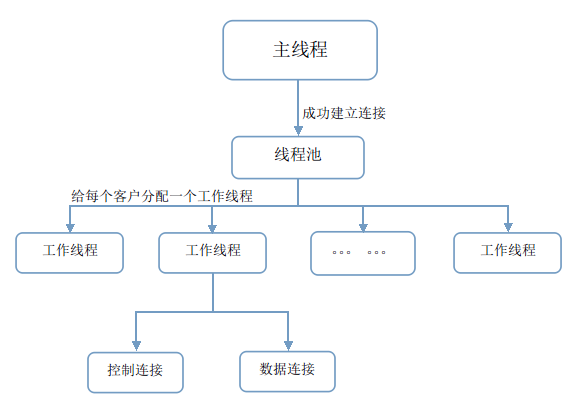 主线程
成功建立连接
线程池
给每个客户分配一个工作线程
工作线程
工作线程
。。。 。。。
工作线程
控制连接
数据连接